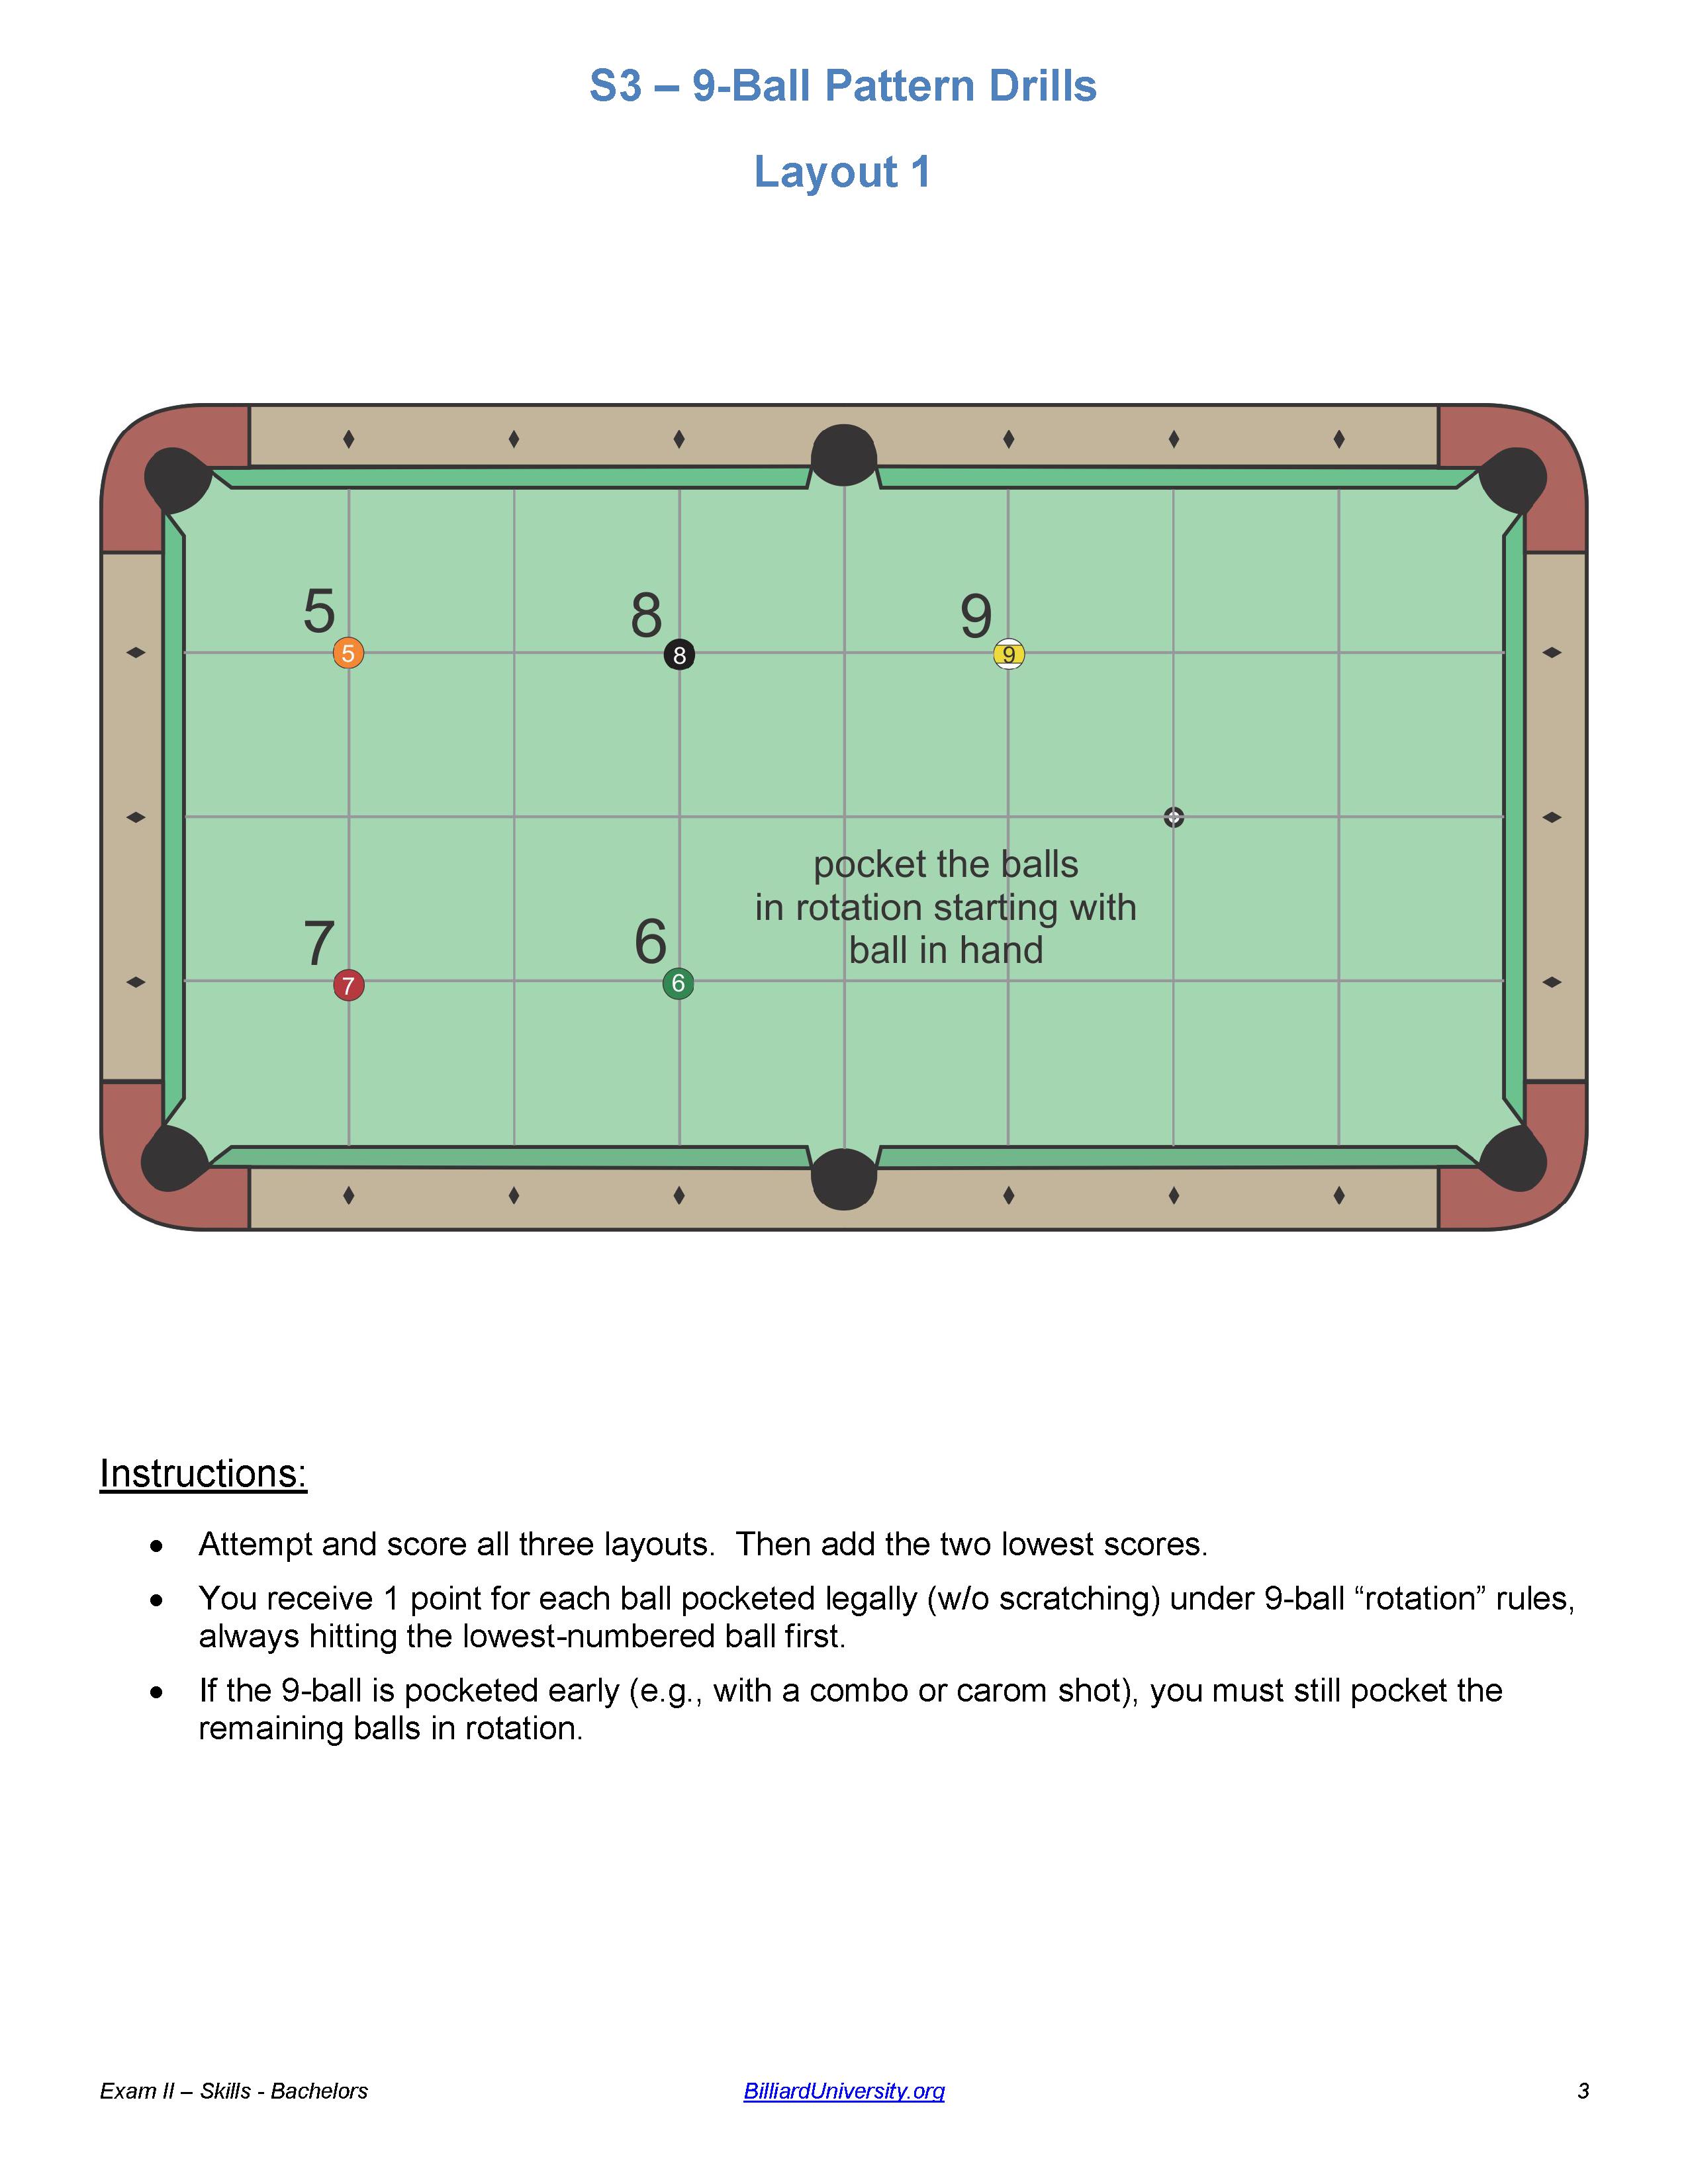 S3 – 9-Ball Pattern Drills
Layout 1
5
8
9
5
8
9
pocket the balls
in rotation starting with
ball in hand
7
6
7
6
Instructions:
• Attempt and score all three layouts.  Then add the two lowest scores.
• You receive 1 point for each ball pocketed legally (w/o scratching) under 9-ball “rotation” rules,
always hitting the lowest-numbered ball first.
• If the 9-ball is pocketed early (e.g., with a combo or carom shot), you must still pocket the
remaining balls in rotation.
Exam II – Skills - Bachelors
BilliardUniversity.org
3